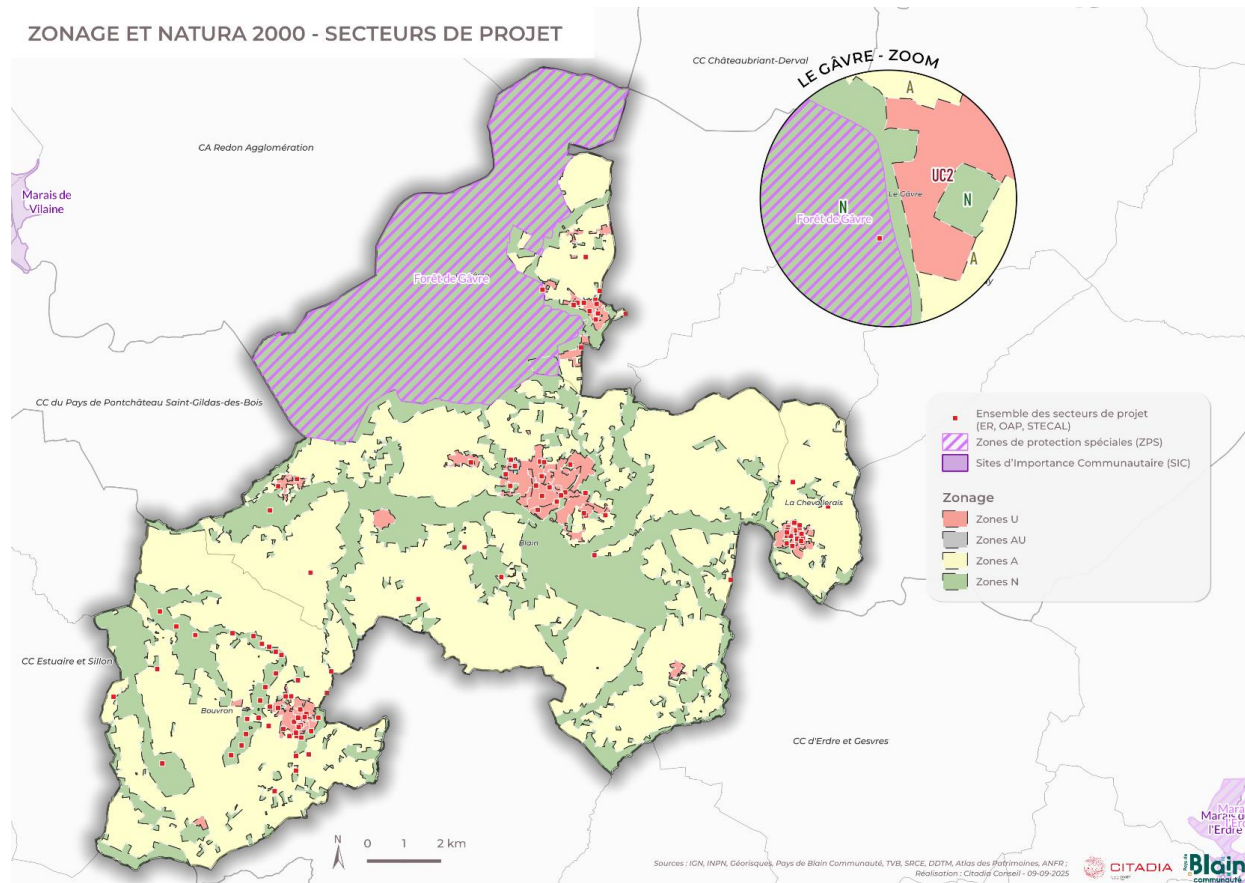 ZONAGE ET NATURA 2000 - SECTEURS DE PROJET
CC Châteaubriant-Derval
LE GÂVRE - ZOOM
A
UC2
Le Gâvre
N
N
Forêt de Gâvre
A
y
CA Redon Agglomération
Marais de
Vilaine
Forêt de Gâvre
CC du Pays de Pontchâteau Saint-Gildas-des-Bois
Ensemble des secteurs de projet
(ER, OAP, STECAL)
Zones de protection spéciales (ZPS)
Sites d'Importance Communautaire (SIC)
Zonage
Zones U
Zones AU
Zones A
Zones N
La Chevallerais
Blain
CC Estuaire et Sillon
Bouvron
CC d'Erdre et Gesvres
N
0 1 2 km
l'Erdre
Sources : IGN, INPN, Géorisques, Pays de Blain Communauté, TVB, SRCE, DDTM, Atlas des Patrimoines, ANFR ;
Réalisation : Citadia Conseil - 09-09-2025
CITADIA
Pays de
Blain
communauté